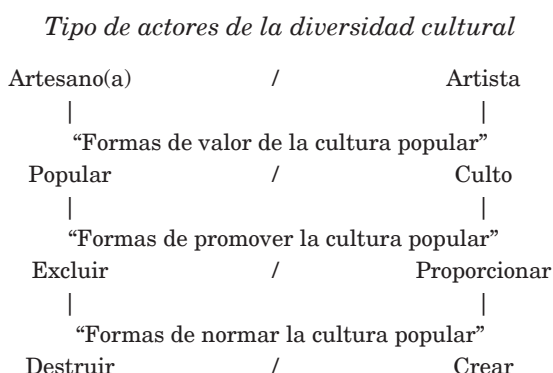 Tipo de actores de la diversidad cultural
Artesano(a) / Artista
| |
“Formas de valor de la cultura popular”
Popular / Culto
| |
“Formas de promover la cultura popular”
Excluir / Proporcionar
| |
“Formas de normar la cultura popular”
Destruir / Crear